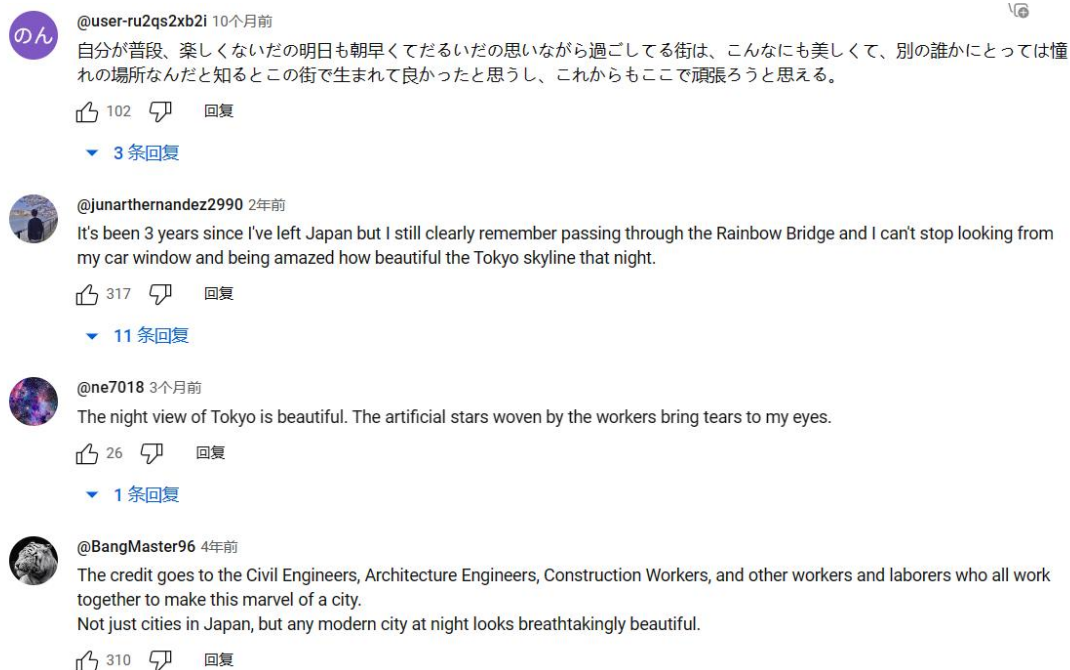 のん
@user-ru2qs2xb2i 10个月前
自分が普段、楽しくないだの明日も朝早くてだるいだの思いながら過ごしてる街は、こんなにも美しくて、別の誰かにとっては憧
れの場所なんだと知るとこの街で生まれて良かったと思うし、これからもここで頑張ろうと思える。
102 回复
3 条回复
@junarthernandez2990 2年前
It's been 3 years since I've left Japan but I still clearly remember passing through the Rainbow Bridge and I can't stop looking from
my car window and being amazed how beautiful the Tokyo skyline that night.
317 回复
11 条回复
@ne7018 3个月前
The night view of Tokyo is beautiful. The artificial stars woven by the workers bring tears to my eyes.
26 回复
1 条回复
@BangMaster96 4年前
The credit goes to the Civil Engineers, Architecture Engineers, Construction Workers, and other workers and laborers who all work
together to make this marvel of a city.
Not just cities in Japan, but any modern city at night looks breathtakingly beautiful.
310 回复